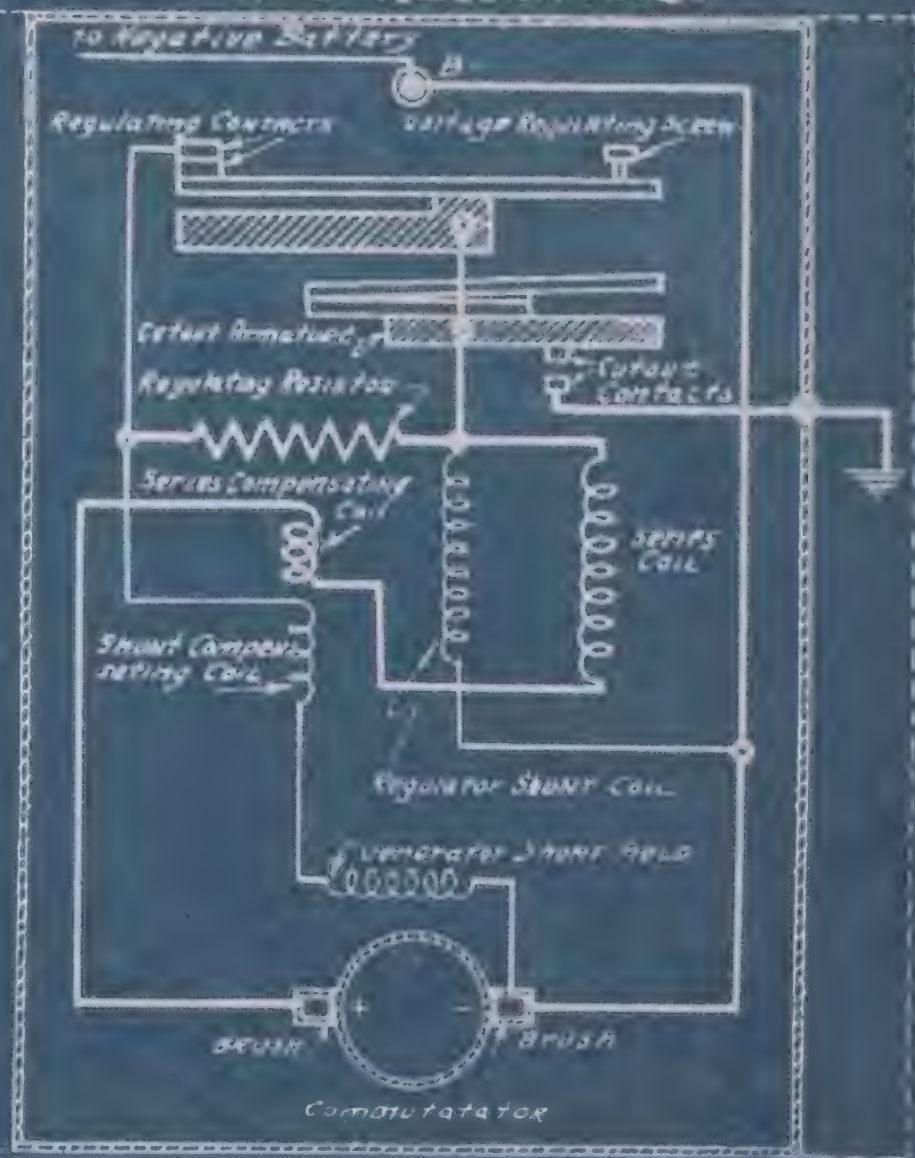 to Negative Battery
B
Regulating Contacts
Voltage Regulating Screw
Cutout Armature
Cutout
Contacts
Regulating Resistor
Series Compensating
Coil
Series
Coil
Shunt Compen
sating Coil
Regulator Shunt Coil
Generator Shunt Field
+
−
Brush
Brush
Commutatator